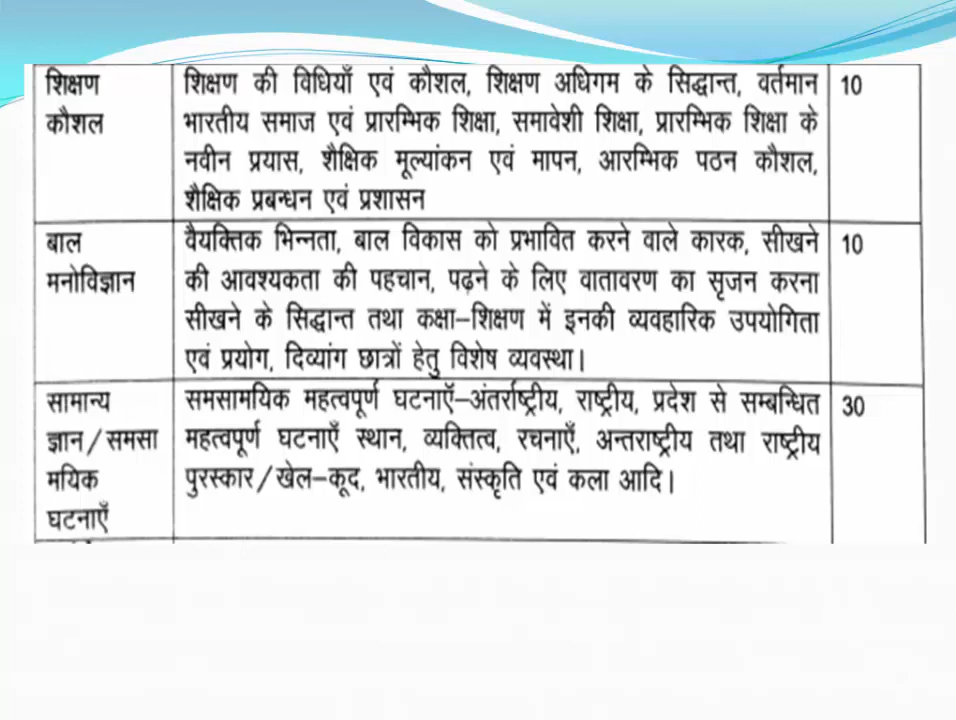 शिक्षण
कौशल
शिक्षण की विधियाँ एवं कौशल, शिक्षण अधिगम के सिद्धान्त, वर्तमान
भारतीय समाज एवं प्रारम्भिक शिक्षा, समावेशी शिक्षा, प्रारम्भिक शिक्षा के
नवीन प्रयास, शैक्षिक मूल्यांकन एवं मापन, आरम्भिक पठन कौशल,
शैक्षिक प्रबन्धन एवं प्रशासन
10
बाल
मनोविज्ञान
वैयक्तिक भिन्नता, बाल विकास को प्रभावित करने वाले कारक, सीखने
की आवश्यकता की पहचान, पढ़ने के लिए वातावरण का सृजन करना
सीखने के सिद्धान्त तथा कक्षा–शिक्षण में इनकी व्यवहारिक उपयोगिता
एवं प्रयोग, दिव्यांग छात्रों हेतु विशेष व्यवस्था।
10
सामान्य
ज्ञान/समसा
मयिक
घटनाएँ
समसामयिक महत्वपूर्ण घटनाऍ–अंतर्राष्ट्रीय, राष्ट्रीय, प्रदेश से सम्बन्धित
महत्वपूर्ण घटनाएँ स्थान, व्यक्तित्व, रचनाएँ, अन्तराष्ट्रीय तथा राष्ट्रीय
पुरस्कार/खेल–कूद, भारतीय, संस्कृति एवं कला आदि।
30